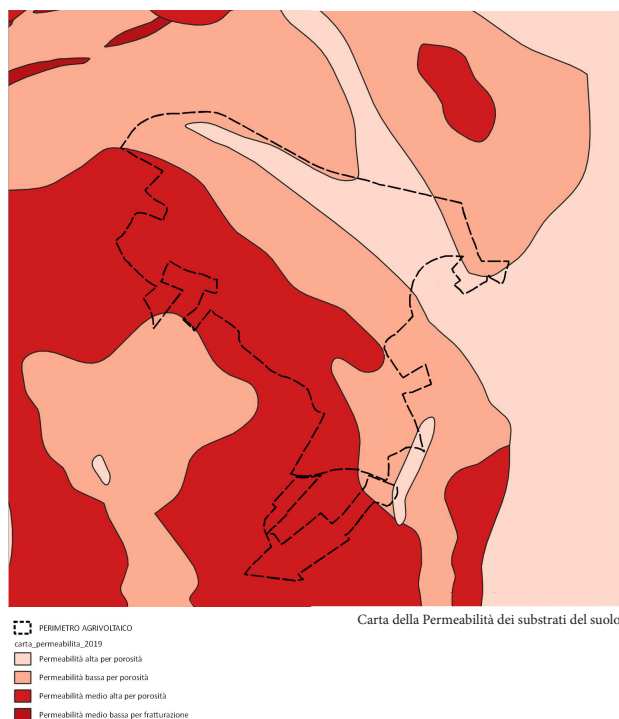 Carta della Permeabilità dei substrati del suolo
PERIMETRO AGRIVOLTAICO
carta_permeabilita_2019
Permeabilità alta per porosità
Permeabilità bassa per porosità
Permeabilità medio alta per porosità
Permeabilità medio bassa per fratturazione